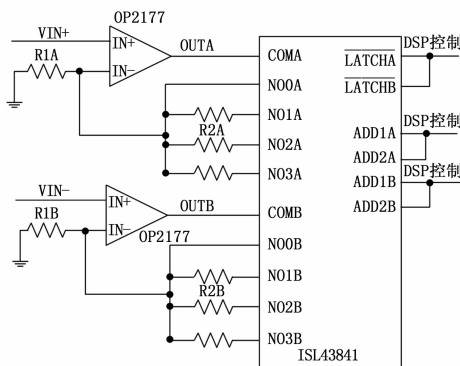 OP2177
VIN+
IN+
R1A
IN-
OUTA
COMA
NO0A
NO1A
R2A
NO2A
NO3A
LATCHA
DSP控制
LATCHB
ADD1A
DSP控制
ADD2A
ADD1B
DSP控制
ADD2B
VIN-
IN+
R1B
IN-
OP2177
OUTB
COMB
NO0B
NO1B
R2B
NO2B
NO3B
ISL43841